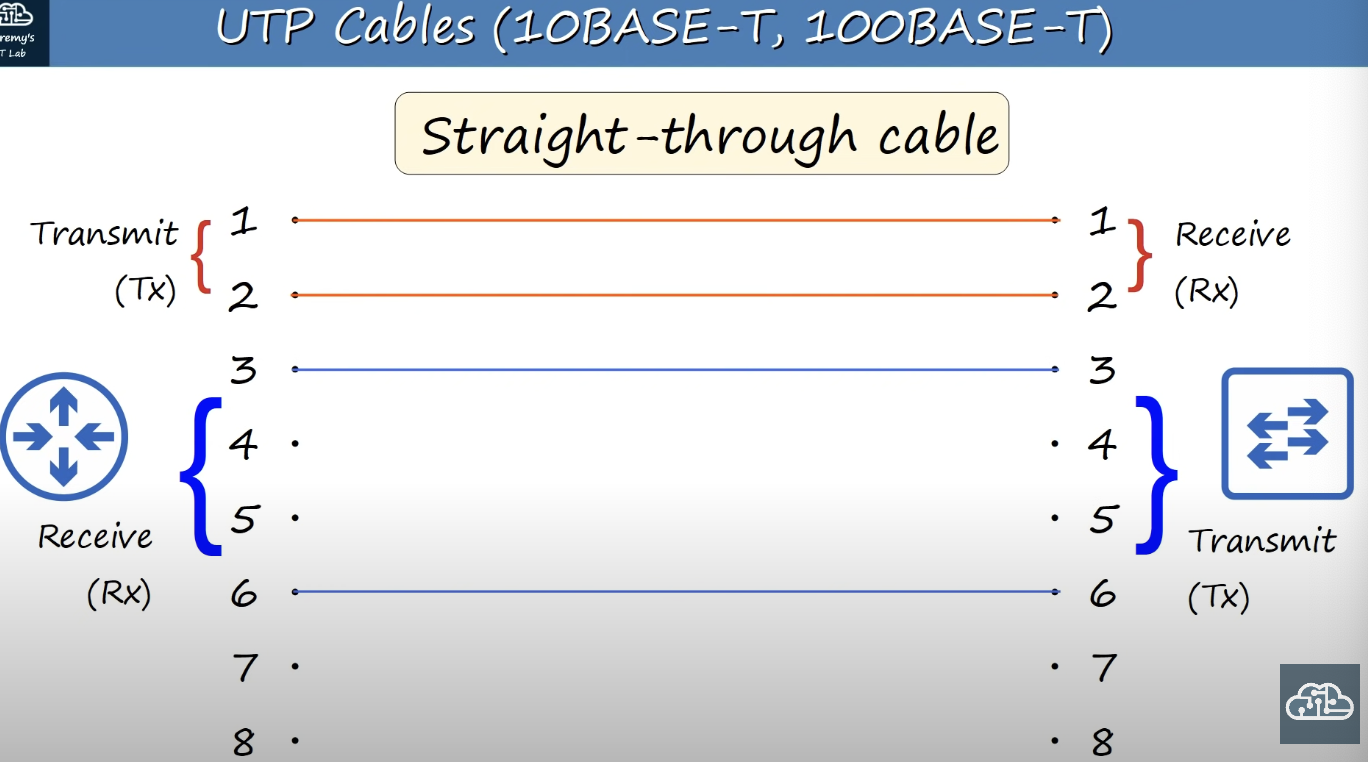 remy's
T Lab
UTP Cables (10BASE-T, 100BASE-T)
Straight-through cable
Transmit
(Tx)
1 1
Receive
(Rx)
2 2
3 3
4 4
5 5
Receive
(Rx)
Transmit
(Tx)
6 6
7 7
8 8